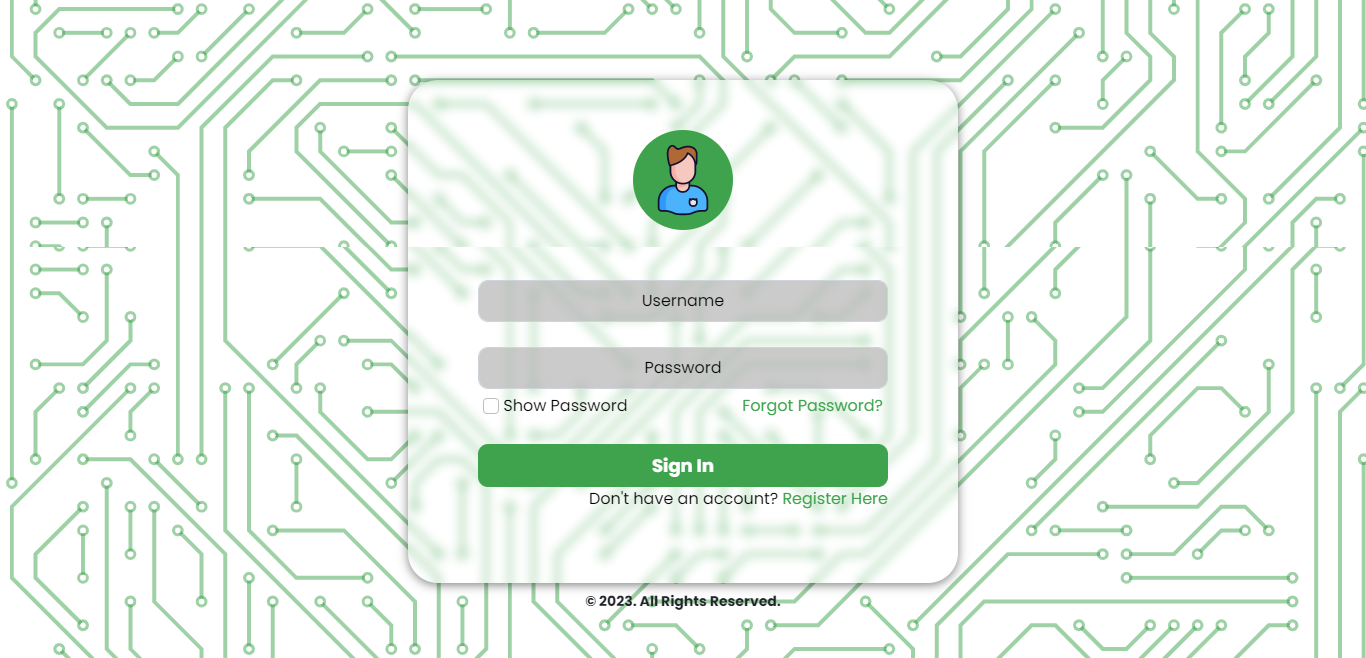 Username
Password
Show Password
Forgot Password?
Sign In
Don't have an account? Register Here
© 2023. All Rights Reserved.